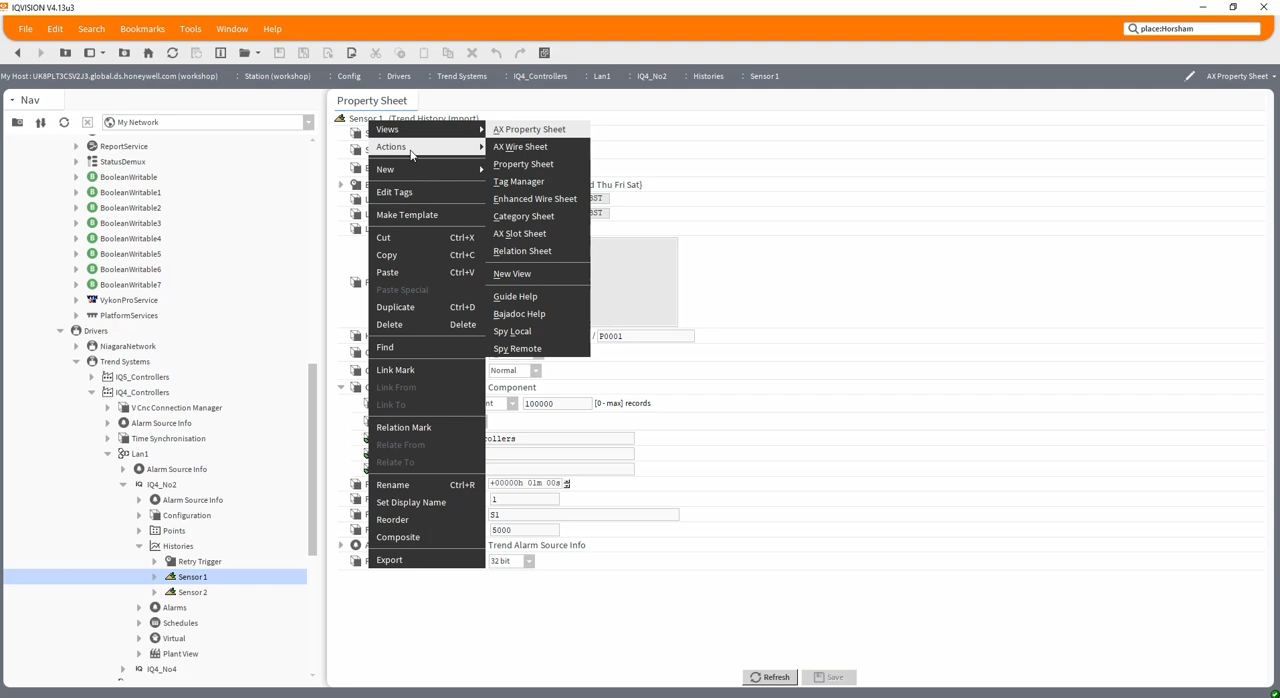 IQVISION V4.13u3
File Edit Search Bookmarks Tools Window Help
place:Horsham
My Host : UK8PLT3CSV2J3.global.ds.honeywell.com (workshop) : Station (workshop) : Config : Drivers : Trend Systems : IQ4_Controllers : Lan1 : IQ4_No2 : Histories : Sensor 1
AX Property Sheet
Nav
My Network
ReportService
StatusDemux
BooleanWritable
BooleanWritable1
BooleanWritable2
BooleanWritable3
BooleanWritable4
BooleanWritable5
BooleanWritable6
BooleanWritable7
VykonProService
PlatformServices
Drivers
NiagaraNetwork
Trend Systems
IQ5_Controllers
IQ4_Controllers
V Cnc Connection Manager
Alarm Source Info
Time Synchronisation
Lan1
Alarm Source Info
IQ4_No2
Alarm Source Info
Configuration
Points
Histories
Retry Trigger
Sensor 1
Sensor 2
Alarms
Schedules
Virtual
Plant View
IQ4_No4
Property Sheet
Sensor 1 (Trend History Import)
d Thu Fri Sat}
BST
BST
/ P0001
Normal
Component
nt 100000 [0 - max] records
rollers
+00000h 01m 00s
1
S1
5000
Trend Alarm Source Info
32 bit
Views
Actions
New
Edit Tags
Make Template
Cut Ctrl+X
Copy Ctrl+C
Paste Ctrl+V
Paste Special
Duplicate Ctrl+D
Delete Delete
Find
Link Mark
Link From
Link To
Relation Mark
Relate From
Relate To
Rename Ctrl+R
Set Display Name
Reorder
Composite
Export
AX Property Sheet
AX Wire Sheet
Property Sheet
Tag Manager
Enhanced Wire Sheet
Category Sheet
AX Slot Sheet
Relation Sheet
New View
Guide Help
Bajadoc Help
Spy Local
Spy Remote
Refresh
Save